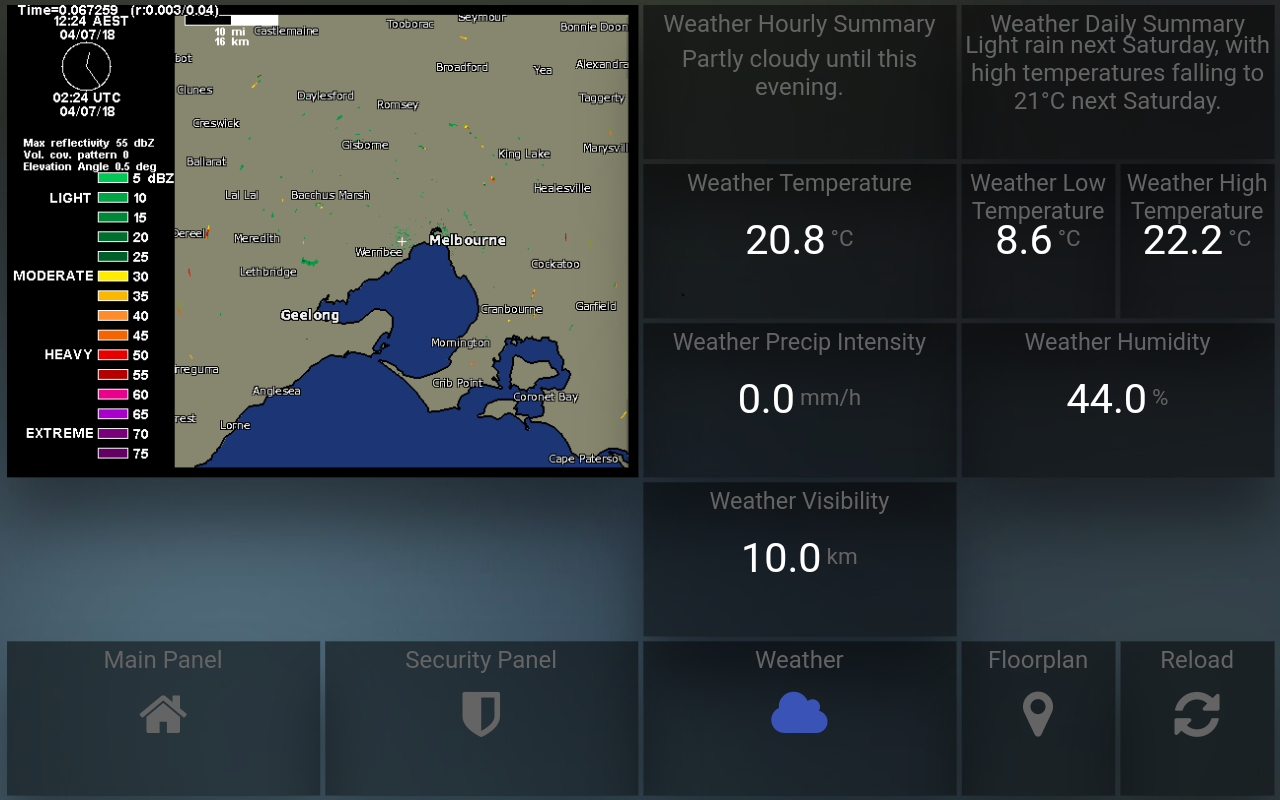 Time=0.067259 (r:0.003/0.04)
12:24 AEST
04/07/18
02:24 UTC
04/07/18
Max reflectivity 55 dbZ
Vol. cov. pattern 0
Elevation Angle 0.5 deg
5 dBZ
LIGHT 10
15
20
25
MODERATE 30
35
40
45
HEAVY 50
55
60
65
EXTREME 70
75
10 mi
16 km
Castlemaine
Tooborac
Seymour
Bonnie Doon
bot
Broadford
Yea
Alexandra
Clunes
Daylesford
Romsey
Taggerty
Creswick
Gisborne
King Lake
Marysvil
Ballarat
Lal Lal
Bacchus Marsh
Healesville
Dereel
Meredith
Werribee
Melbourne
Lethbridge
Cockatoo
Geelong
Cranbourne
Garfield
Mornington
rregurra
Anglesea
Crib Point
Coronet Bay
rest
Lorne
Cape Paterso
Weather Hourly Summary
Partly cloudy until this
evening.
Weather Daily Summary
Light rain next Saturday, with
high temperatures falling to
21°C next Saturday.
Weather Temperature
20.8 °C
Weather Low
Temperature
8.6 °C
Weather High
Temperature
22.2 °C
Weather Precip Intensity
0.0 mm/h
Weather Humidity
44.0 %
Weather Visibility
10.0 km
Main Panel
Security Panel
Weather
Floorplan
Reload